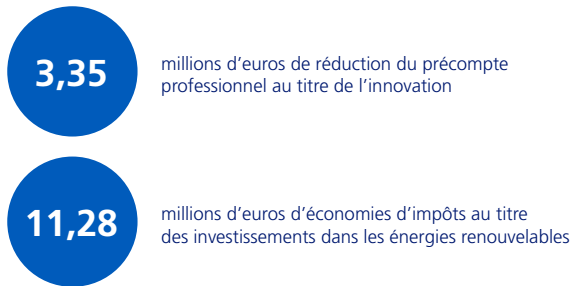 3,35
millions d’euros de réduction du précompte
professionnel au titre de l’innovation
11,28
millions d’euros d’économies d’impôts au titre
des investissements dans les énergies renouvelables